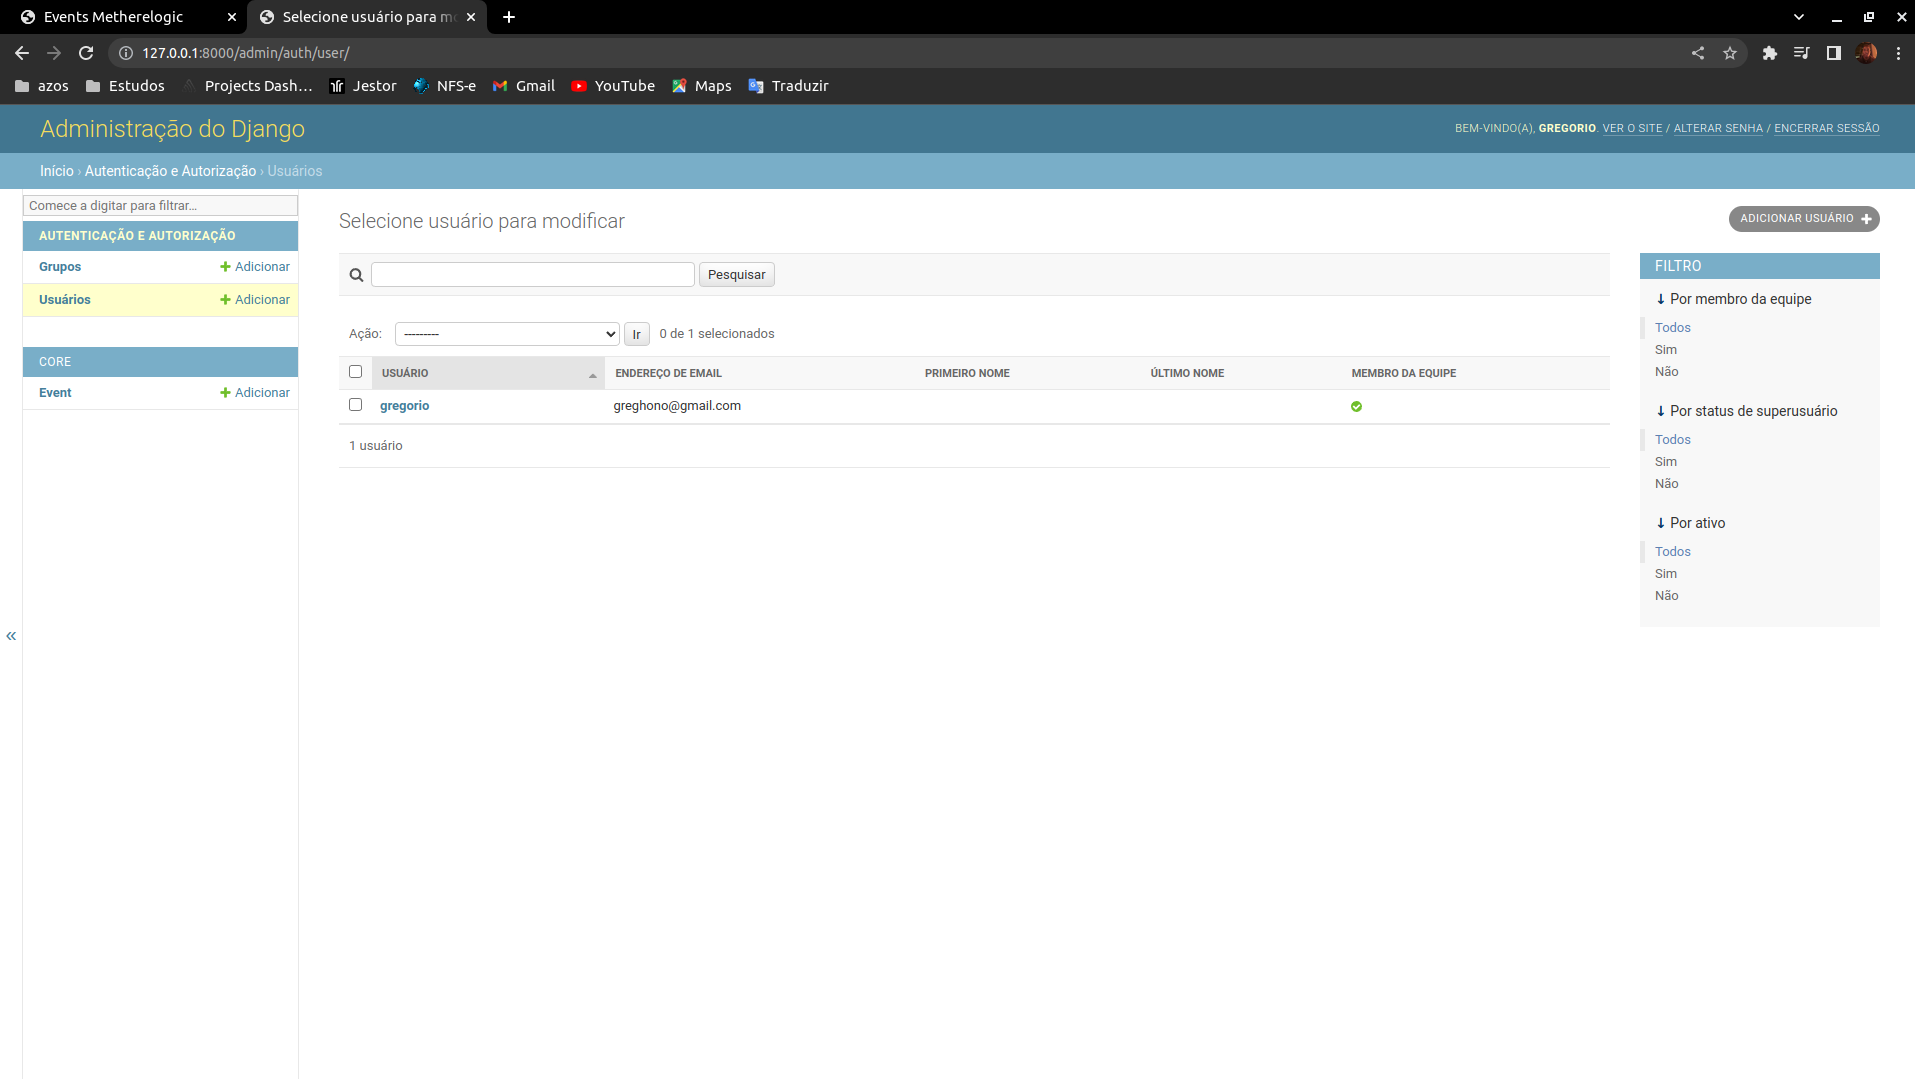 Events Metherelogic
Selecione usuário para mo
127.0.0.1:8000/admin/auth/user/
azos
Estudos
Projects Dash...
Jestor
NFS-e
Gmail
YouTube
Maps
Traduzir
Administração do Django
BEM-VINDO(A), GREGORIO. VER O SITE / ALTERAR SENHA / ENCERRAR SESSÃO
Início › Autenticação e Autorização › Usuários
Comece a digitar para filtrar…
AUTENTICAÇÃO E AUTORIZAÇÃO
Grupos
Adicionar
Usuários
Adicionar
CORE
Event
Adicionar
«
Selecione usuário para modificar
ADICIONAR USUÁRIO
Pesquisar
Ação:
---------
Ir
0 de 1 selecionados
USUÁRIO
ENDEREÇO DE EMAIL
PRIMEIRO NOME
ÚLTIMO NOME
MEMBRO DA EQUIPE
gregorio
greghono@gmail.com
1 usuário
FILTRO
↓ Por membro da equipe
Todos
Sim
Não
↓ Por status de superusuário
Todos
Sim
Não
↓ Por ativo
Todos
Sim
Não